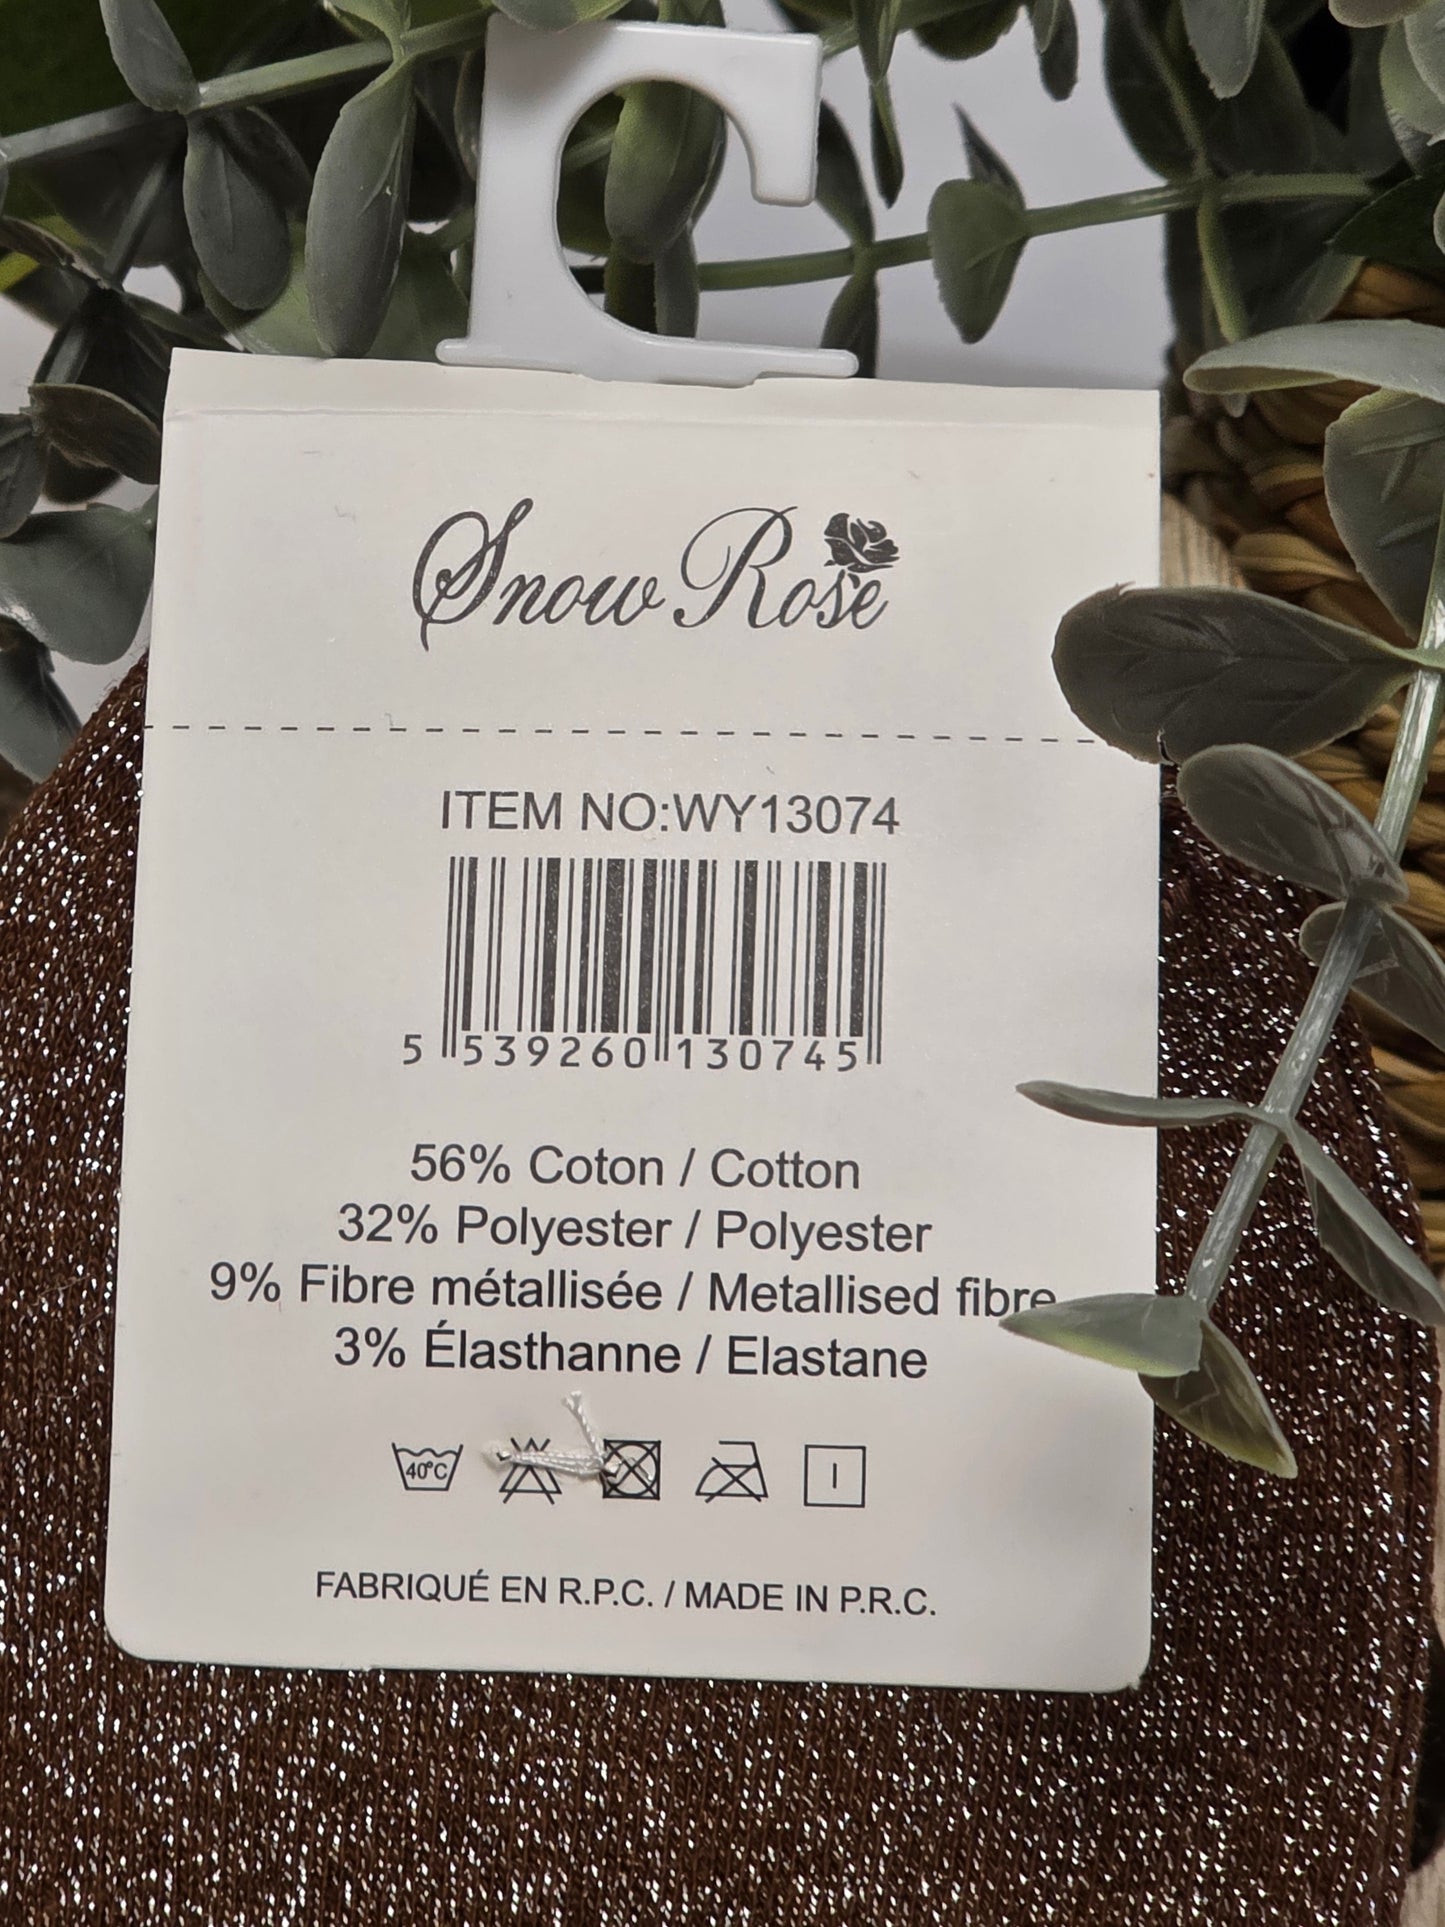 Snow Rose
ITEM NO:WY13074
5 539260 130745
56% Coton / Cotton
32% Polyester / Polyester
9% Fibre métallisée / Metallised fibre
3% Élasthanne / Elastane
40°C
FABRIQUÉ EN R.P.C. / MADE IN P.R.C.